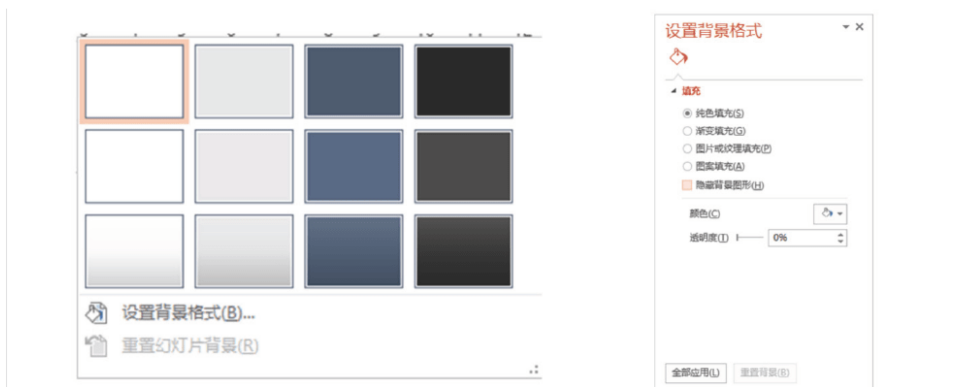 设置背景格式(B)...
重置幻灯片背景(R)
设置背景格式
填充
纯色填充(S)
渐变填充(G)
图片或纹理填充(P)
图案填充(A)
隐藏背景图形(H)
颜色(C)
透明度(T) 0%
全部应用(L) 重置背景(B)